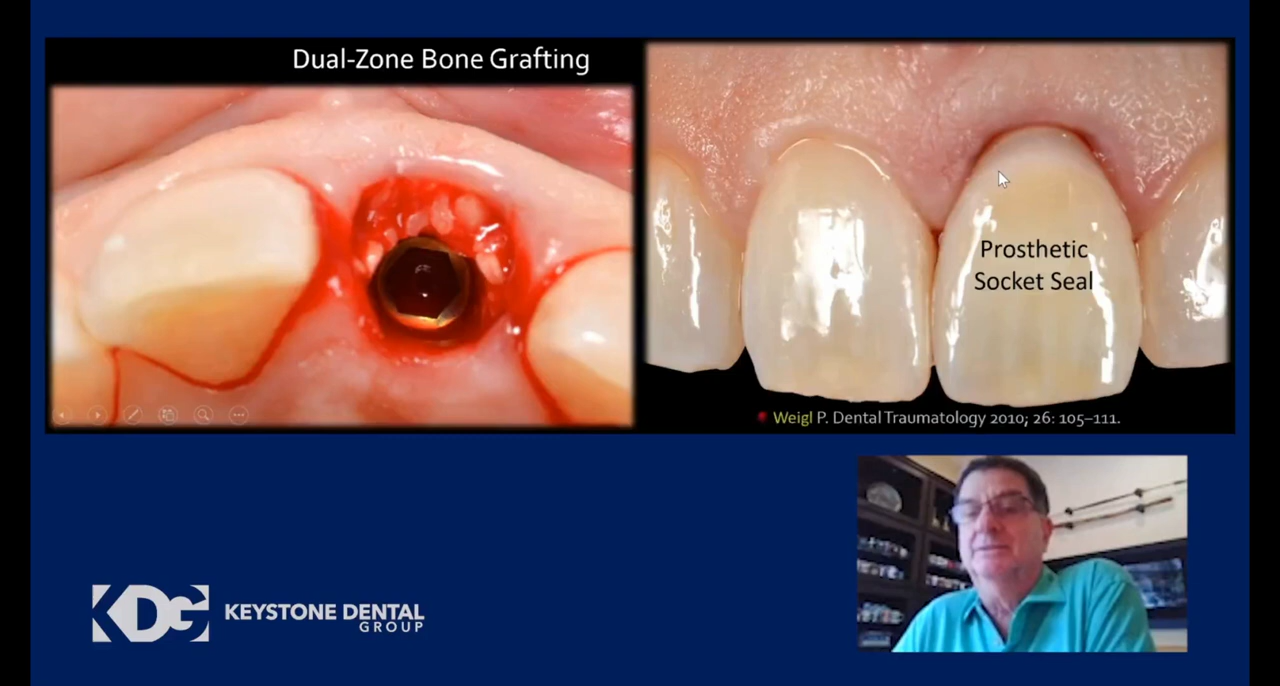 Dual-Zone Bone Grafting
Prosthetic
Socket Seal
Weigl P. Dental Traumatology 2010; 26: 105–111.
KDG KEYSTONE DENTAL
GROUP